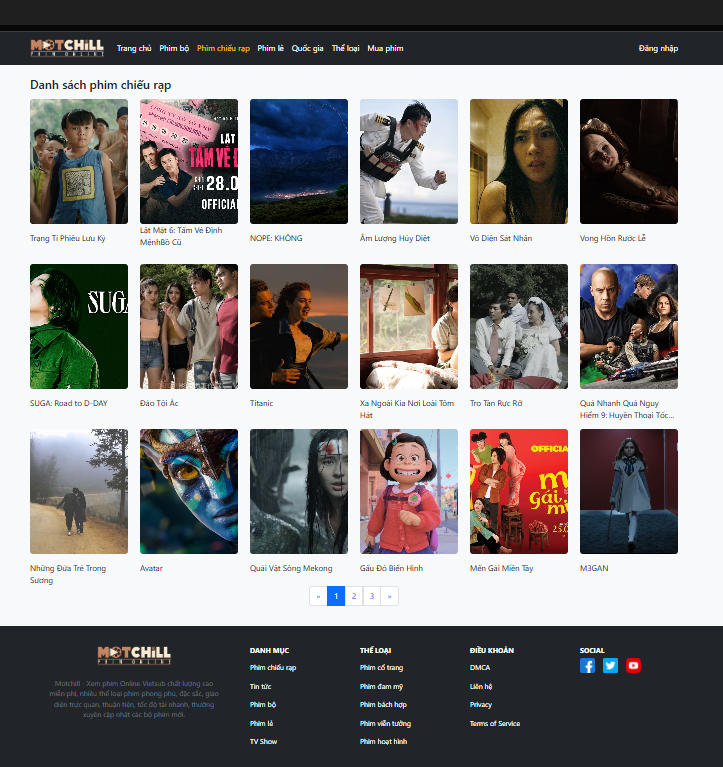 MOTCHILL
PHIM ONLINE
Trang chủ Phim bộ Phim chiếu rạp Phim lẻ Quốc gia Thể loại Mua phim Đăng nhập
Danh sách phim chiếu rạp
LẬT
TẤM VÉ Đ
28.0
OFFICIAL
Trạng Tí Phiêu Lưu Ký
Lật Mặt 6: Tấm Vé Định
MệnhBồ Cũ
NOPE: KHÔNG
Âm Lượng Hủy Diệt
Vô Diện Sát Nhân
Vong Hồn Rước Lễ
SUGA
SUGA: Road to D-DAY
Đảo Tội Ác
Titanic
Xa Ngoài Kia Nơi Loài Tôm
Hát
Tro Tàn Rực Rỡ
Quá Nhanh Quá Nguy
Hiểm 9: Huyền Thoại Tốc...
OFFICIA
gái
25.0
Những Đứa Trẻ Trong
Sương
Avatar
Quái Vật Sông Mekong
Gấu Đỏ Biến Hình
Mến Gái Miền Tây
M3GAN
« 1 2 3 »
MOTCHILL
PHIM ONLINE
Motchill - Xem phim Online Vietsub chất lượng cao
miễn phí, nhiều thể loại phim phong phú, đặc sắc, giao
diện trực quan, thuận tiện, tốc độ tải nhanh, thường
xuyên cập nhật các bộ phim mới.
DANH MỤC
Phim chiếu rạp
Tin tức
Phim bộ
Phim lẻ
TV Show
THỂ LOẠI
Phim cổ trang
Phim đam mỹ
Phim bách hợp
Phim viễn tưởng
Phim hoạt hình
ĐIỀU KHOẢN
DMCA
Liên hệ
Privacy
Terms of Service
SOCIAL